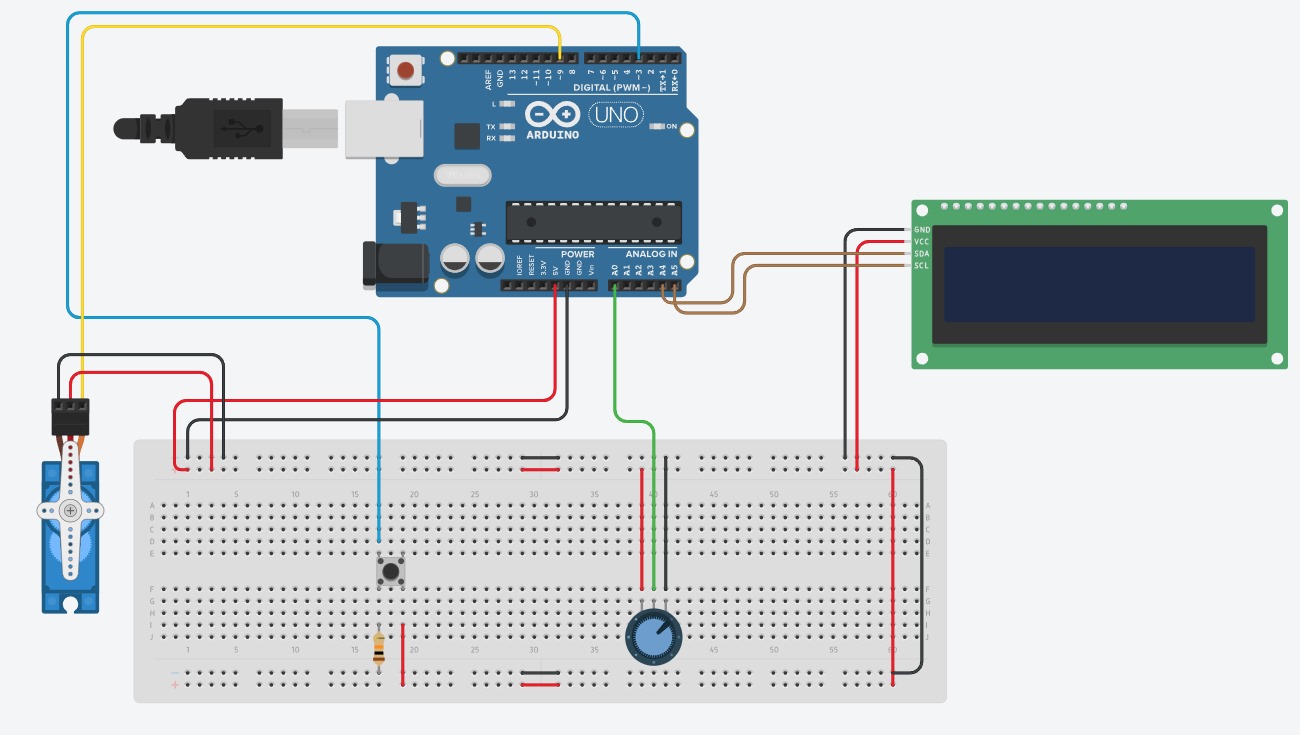 AREF GND 13 12 ~11 ~10 ~9 8 7 ~6 ~5 4 ~3 2 TX→1 RX←0
DIGITAL (PWM~)
L
TX
RX
ARDUINO
UNO
ON
POWER ANALOG IN
IOREF RESET 3.3V 5V GND GND Vin A0 A1 A2 A3 A4 A5
GND
VCC
SDA
SCL
− +
1 5 10 15 20 25 30 35 40 45 50 55 60
A A
B B
C C
D D
E E
F F
G G
H H
I I
J J
1 5 10 15 20 25 30 35 40 45 50 55 60
−
+